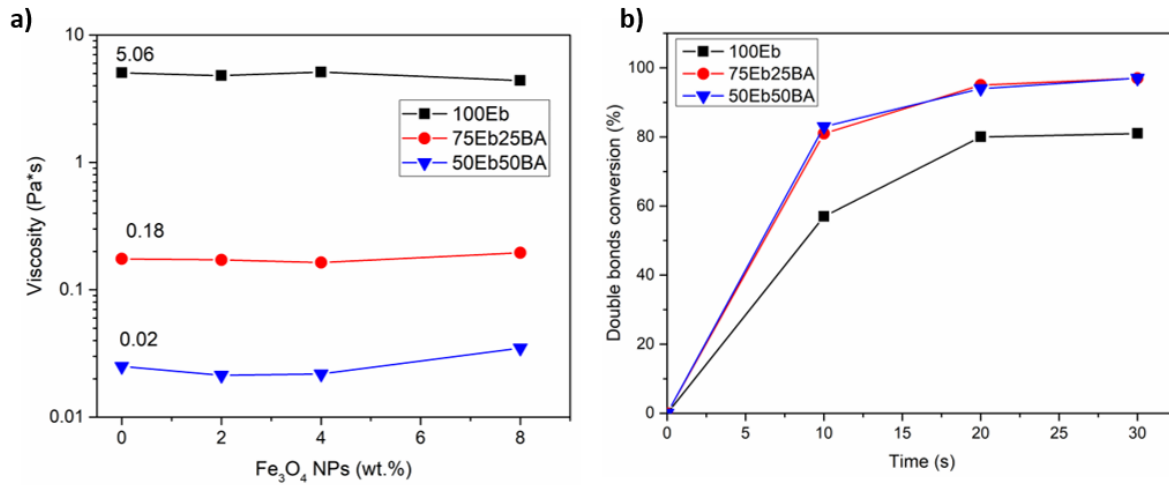 a)
10
5.06
1
0.18
0.1
0.02
0.01
Viscosity (Pa*s)
100Eb
75Eb25BA
50Eb50BA
0 2 4 6 8
Fe3O4 NPs (wt.%)
b)
100
80
60
40
20
0
Double bonds conversion (%)
100Eb
75Eb25BA
50Eb50BA
0 5 10 15 20 25 30
Time (s)